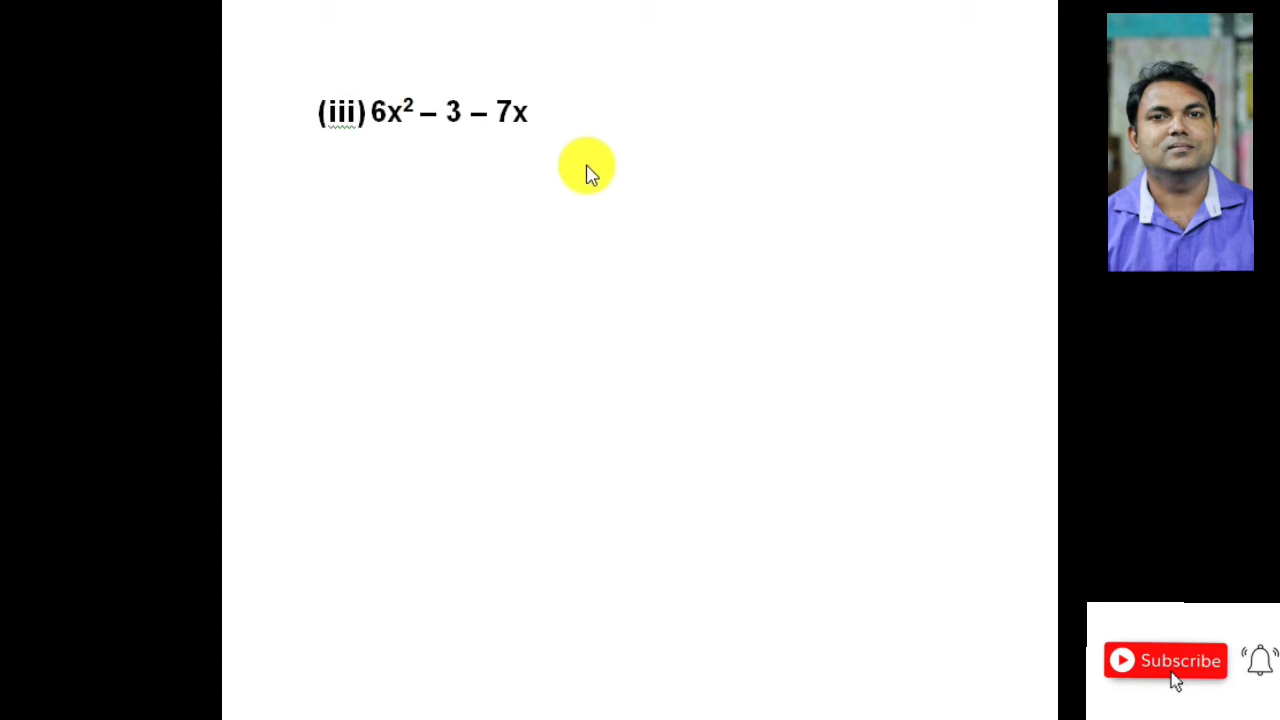 (iii) 6x² – 3 – 7x
Subscribe